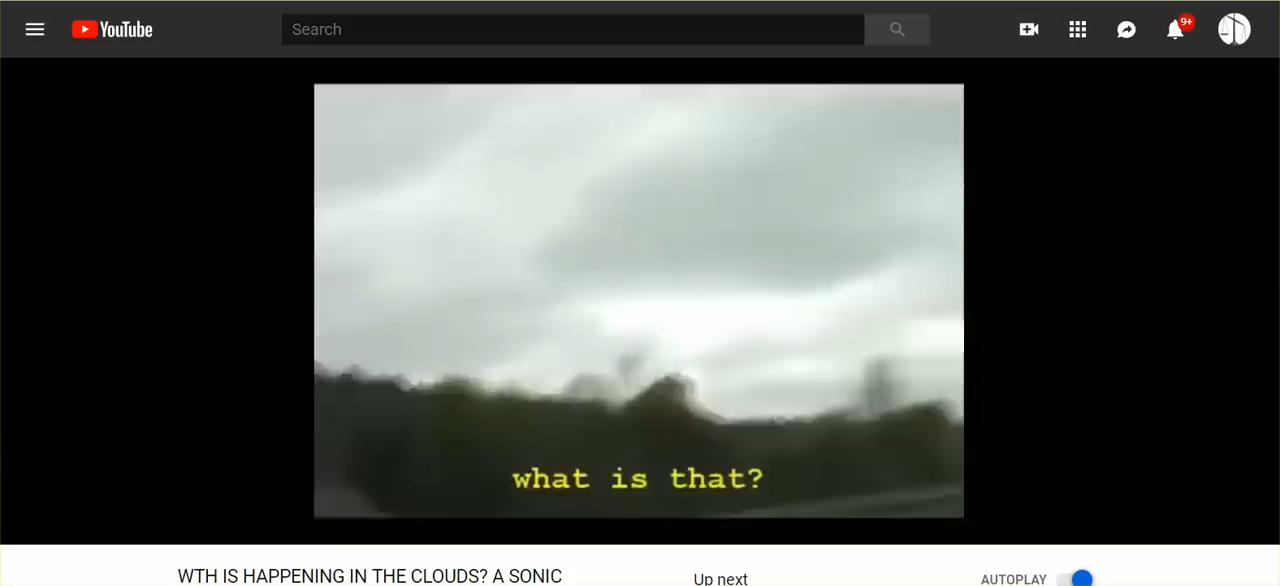 YouTube
Search
9+
what is that?
WTH IS HAPPENING IN THE CLOUDS? A SONIC
Up next
AUTOPLAY